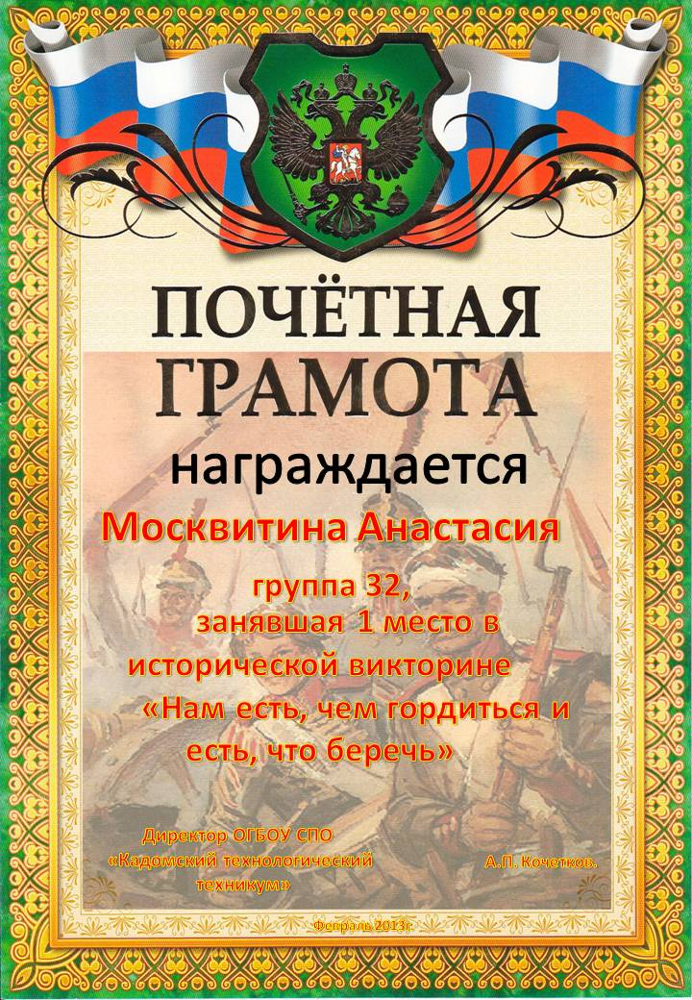 ПОЧЁТНАЯ
ГРАМОТА
награждается
Москвитина Анастасия
группа 32,
занявшая 1 место в
исторической викторине
«Нам есть, чем гордиться и
есть, что беречь»
Директор ОГБОУ СПО
«Кадомский технологический
техникум»
А.П. Кочетков.
Февраль 2013г